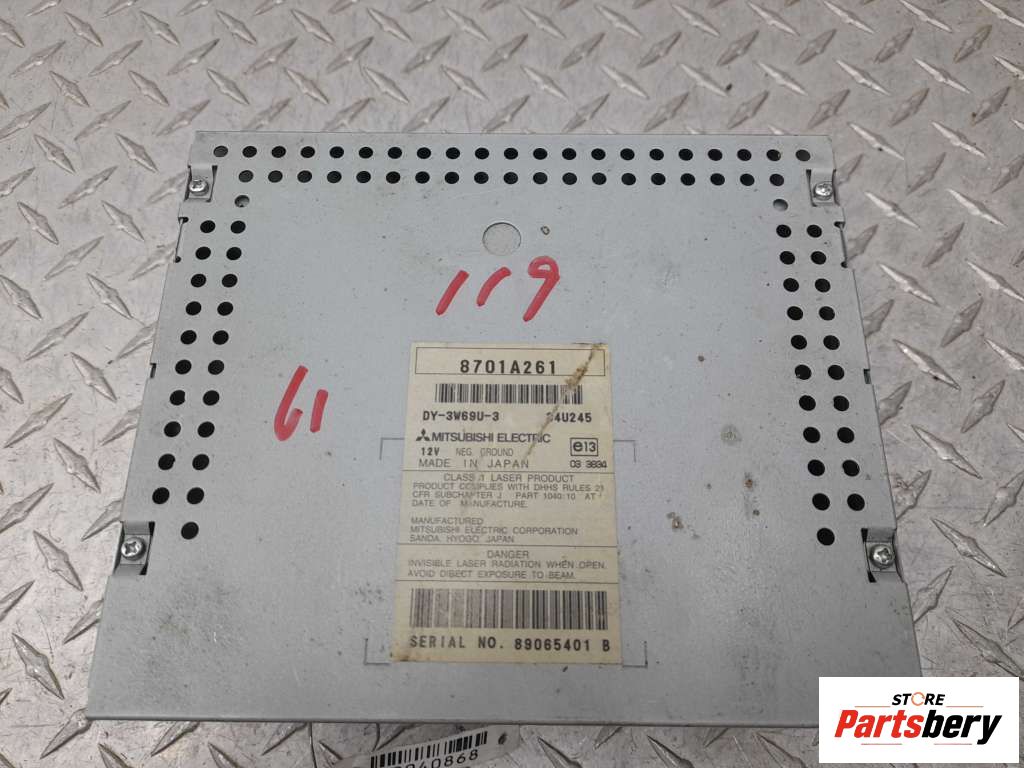 119
61
8701A261
DY-3W69U-3 34U245
MITSUBISHI ELECTRIC
12V NEG. GROUND e13
MADE IN JAPAN 03 3834
CLASS 1 LASER PRODUCT
PRODUCT COMPLIES WITH DHHS RULES 21
CFR SUBCHAPTER J PART 1040:10 AT
DATE OF MANUFACTURE.
MANUFACTURED
MITSUBISHI ELECTRIC CORPORATION
SANDA, HYOGO, JAPAN
DANGER
INVISIBLE LASER RADIATION WHEN OPEN.
AVOID DIRECT EXPOSURE TO BEAM.
SERIAL NO. 89065401 B
STORE
Partsbery